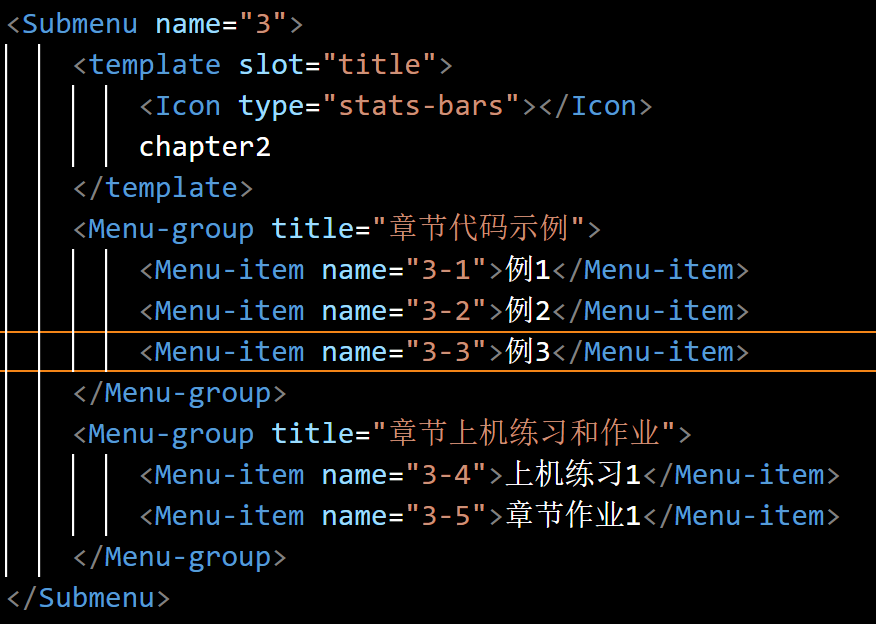 <Submenu name="3">
<template slot="title">
<Icon type="stats-bars"></Icon>
chapter2
</template>
<Menu-group title="章节代码示例">
<Menu-item name="3-1">例1</Menu-item>
<Menu-item name="3-2">例2</Menu-item>
<Menu-item name="3-3">例3</Menu-item>
</Menu-group>
<Menu-group title="章节上机练习和作业">
<Menu-item name="3-4">上机练习1</Menu-item>
<Menu-item name="3-5">章节作业1</Menu-item>
</Menu-group>
</Submenu>